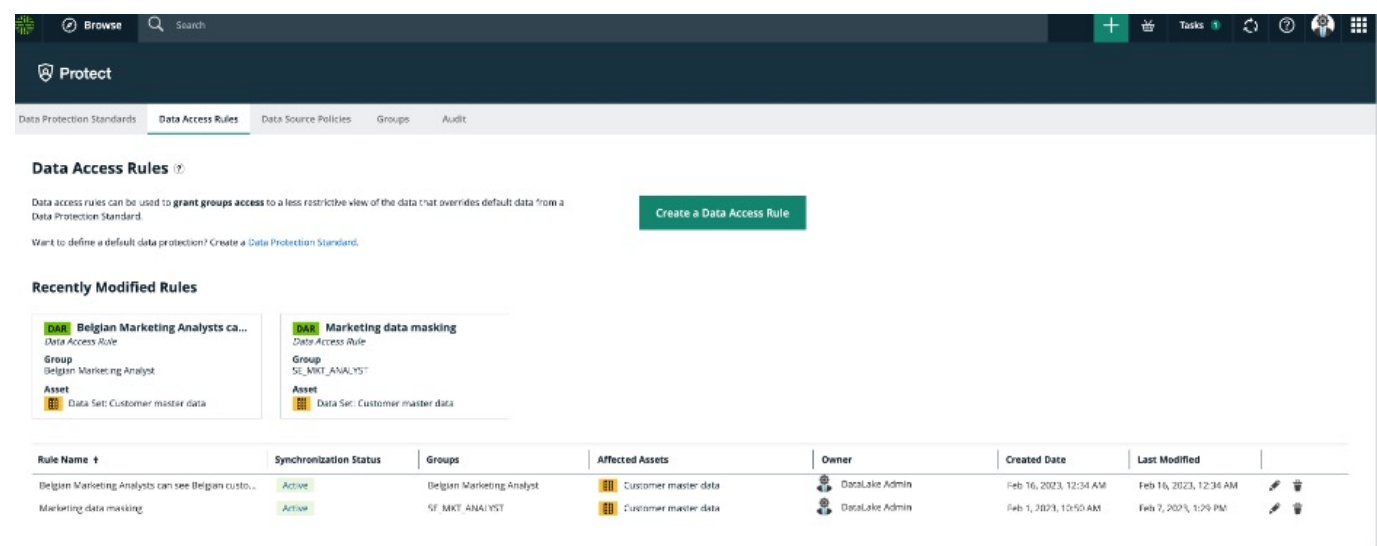 Browse Search Tasks 1
Protect
Data Protection Standards Data Access Rules Data Source Policies Groups Audit
Data Access Rules ?
Data access rules can be used to grant groups access to a less restrictive view of the data that overrides default data from a
Data Protection Standard.
Create a Data Access Rule
Want to define a default data protection? Create a Data Protection Standard.
Recently Modified Rules
DAR Belgian Marketing Analysts ca...
Data Access Rule
Group
Belgian Marketing Analyst
Asset
Data Set: Customer master data
DAR Marketing data masking
Data Access Rule
Group
SE_MKT_ANALYST
Asset
Data Set: Customer master data
Rule Name ↑ Synchronization Status Groups Affected Assets Owner Created Date Last Modified
Belgian Marketing Analysts can see Belgian custo... Active Belgian Marketing Analyst Customer master data DataLake Admin Feb 16, 2023, 12:34 AM Feb 16, 2023, 12:34 AM
Marketing data masking Active SE_MKT_ANALYST Customer master data DataLake Admin Feb 1, 2023, 10:50 AM Feb 7, 2023, 1:29 PM